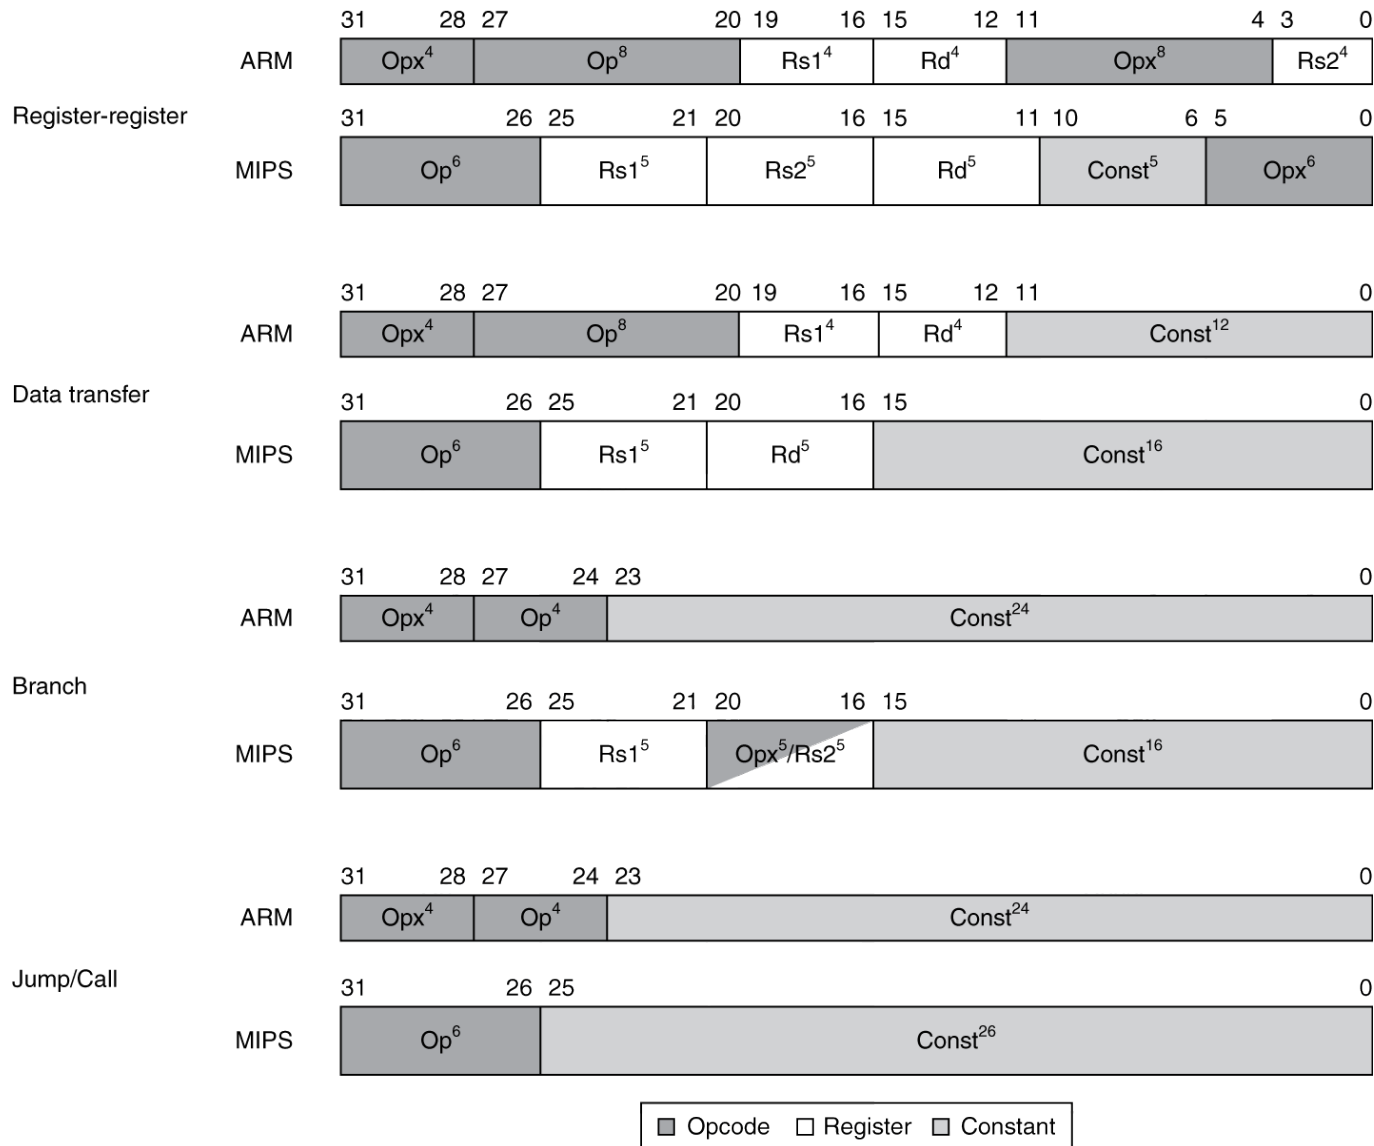 31 28 27 20 19 16 15 12 11 4 3 0
ARM Opx⁴ Op⁸ Rs1⁴ Rd⁴ Opx⁸ Rs2⁴
Register-register
31 26 25 21 20 16 15 11 10 6 5 0
MIPS Op⁶ Rs1⁵ Rs2⁵ Rd⁵ Const⁵ Opx⁶
31 28 27 20 19 16 15 12 11 0
ARM Opx⁴ Op⁸ Rs1⁴ Rd⁴ Const¹²
Data transfer
31 26 25 21 20 16 15 0
MIPS Op⁶ Rs1⁵ Rd⁵ Const¹⁶
31 28 27 24 23 0
ARM Opx⁴ Op⁴ Const²⁴
Branch
31 26 25 21 20 16 15 0
MIPS Op⁶ Rs1⁵ Opx⁵/Rs2⁵ Const¹⁶
31 28 27 24 23 0
ARM Opx⁴ Op⁴ Const²⁴
Jump/Call
31 26 25 0
MIPS Op⁶ Const²⁶
Opcode Register Constant